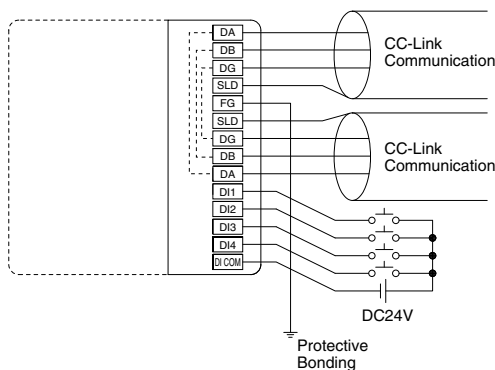 DA
DB
DG
SLD
FG
SLD
DG
DB
DA
DI1
DI2
DI3
DI4
DI COM
CC-Link
Communication
CC-Link
Communication
DC24V
Protective
Bonding